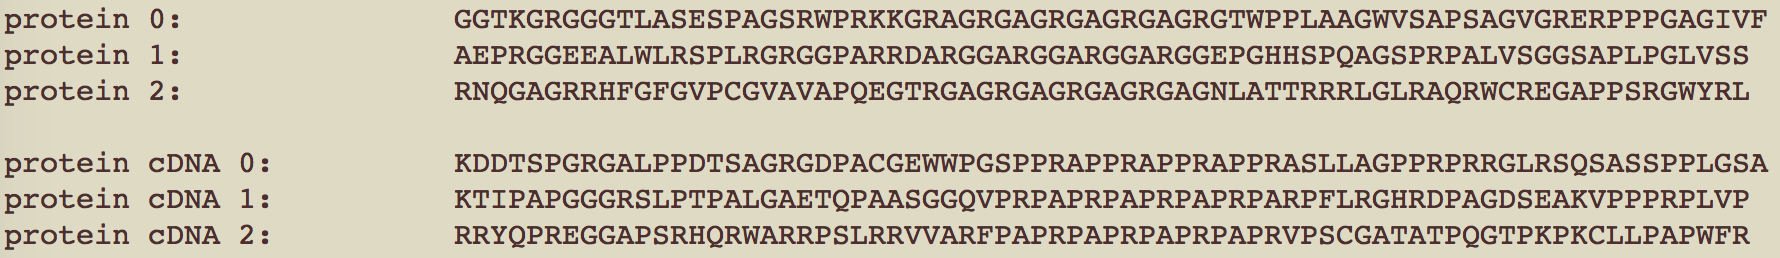 protein 0: GGTKGRGGGTLASESPAGSRWPRKKGRAGRGAGRGAGRGAGRGTWPPLAAGWVSAPSAGVGRERPPPGAGIVF
protein 1: AEPRGGEEALWLRSPLRGRGGPARRDARGGARGGARGGARGGEPGHHSPQAGSPRPALVSGGSAPLPGLVSS
protein 2: RNQGAGRRHFGFGVPCGVAVAPQEGTRGAGRGAGRGAGRGAGNLATTRRRLGLRAQRWCREGAPPSRGWYRL
protein cDNA 0: KDDTSPGRGALPPDTSAGRGDPACGEWWPGSPPRAPPRAPPRAPPRASLLAGPPRPRRGLRSQSASSPPLGSA
protein cDNA 1: KTIPAPGGGRSLPTPALGAETQPAASGGQVPRPAPRPAPRPAPRPARPFLRGHRDPAGDSEAKVPPPRPLVP
protein cDNA 2: RRYQPREGGAPSRHQRWARRPSLRRVVARFPAPRPAPRPAPRPAPRVPSCGATATPQGTPKPKCLLPAPWFR